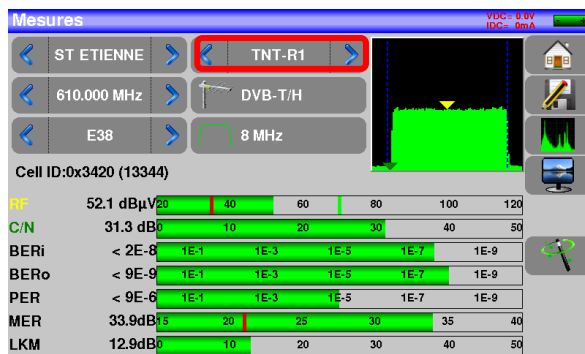 Mesures
VDC= 0.0V
IDC= 0mA
ST ETIENNE
TNT-R1
610.000 MHz
DVB-T/H
E38
8 MHz
Cell ID:0x3420 (13344)
RF 52.1 dBµV 20 40 60 80 100 120
C/N 31.3 dB 0 10 20 30 40 50
BERi < 2E-8 1E-1 1E-3 1E-5 1E-7 1E-9
BERo < 9E-9 1E-1 1E-3 1E-5 1E-7 1E-9
PER < 9E-6 1E-1 1E-3 1E-5 1E-7 1E-9
MER 33.9dB 15 20 25 30 35 40
LKM 12.9dB 0 10 20 30 40 50